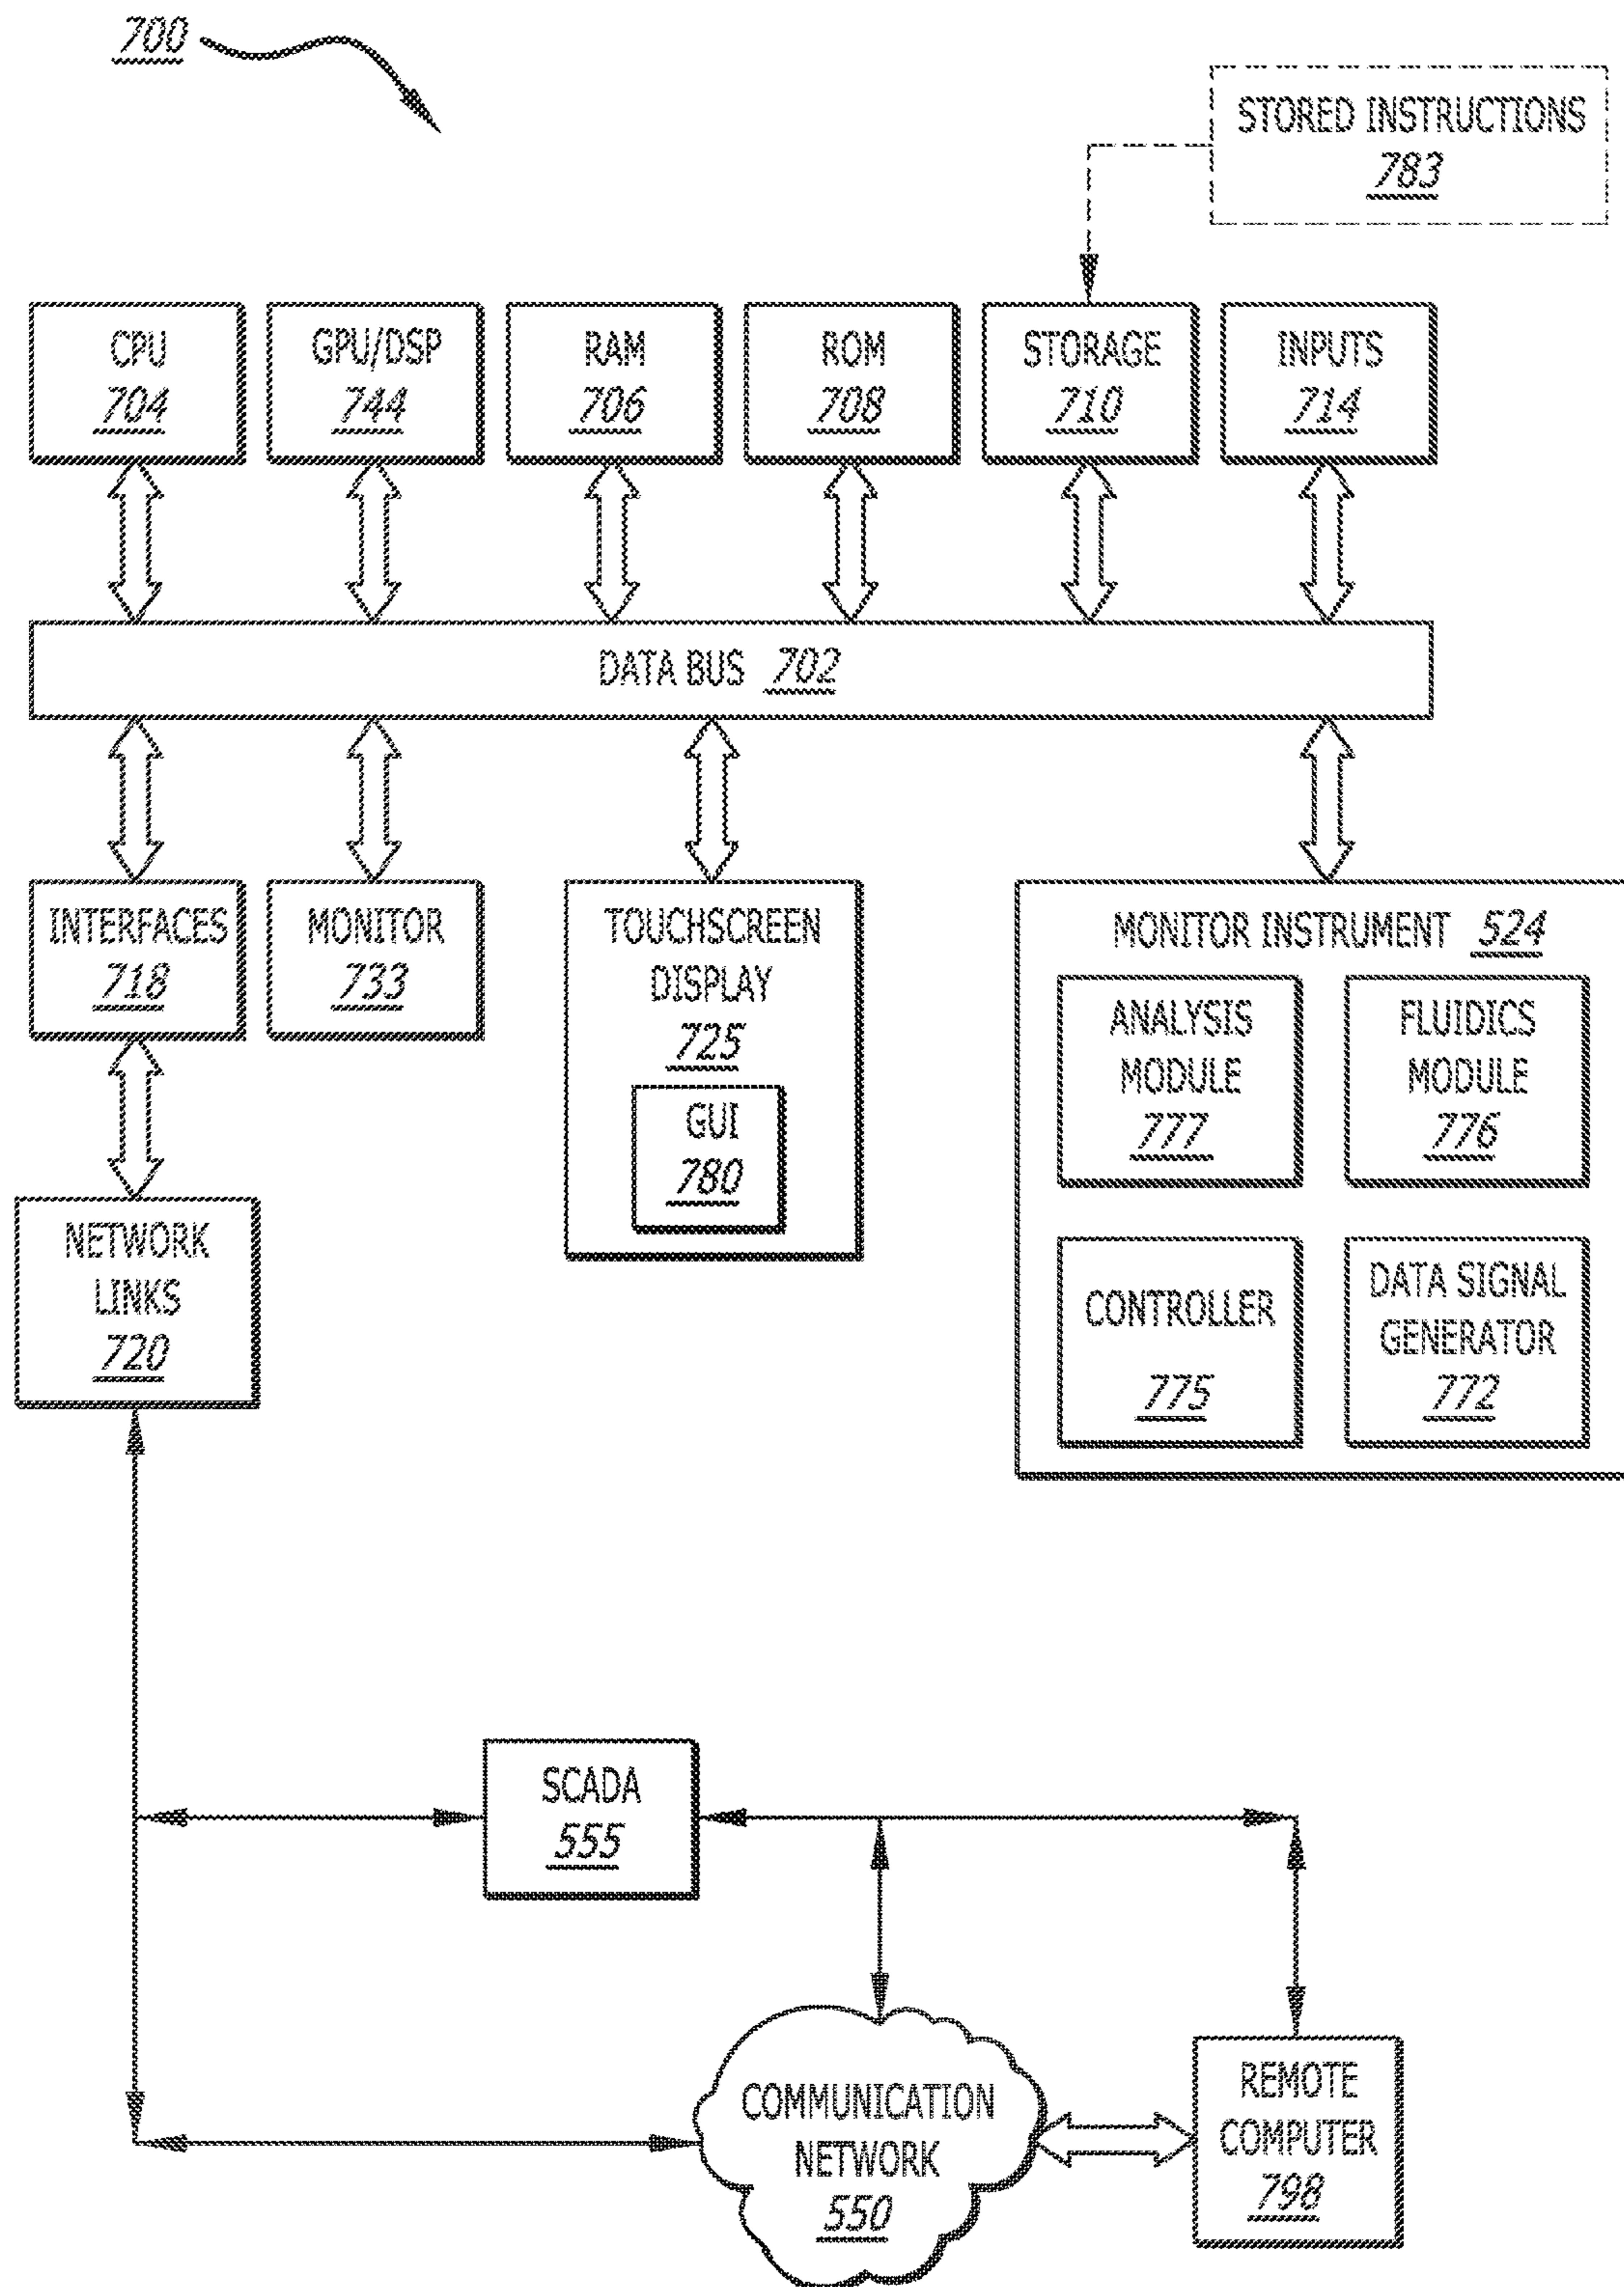 700
STORED INSTRUCTIONS
783
CPU
704
GPU/DSP
744
RAM
706
ROM
708
STORAGE
710
INPUTS
714
DATA BUS 702
INTERFACES
718
MONITOR
733
TOUCHSCREEN
DISPLAY
725
GUI
780
MONITOR INSTRUMENT 524
ANALYSIS
MODULE
777
FLUIDICS
MODULE
776
CONTROLLER
775
DATA SIGNAL
GENERATOR
772
NETWORK
LINKS
720
SCADA
555
COMMUNICATION
NETWORK
550
REMOTE
COMPUTER
798